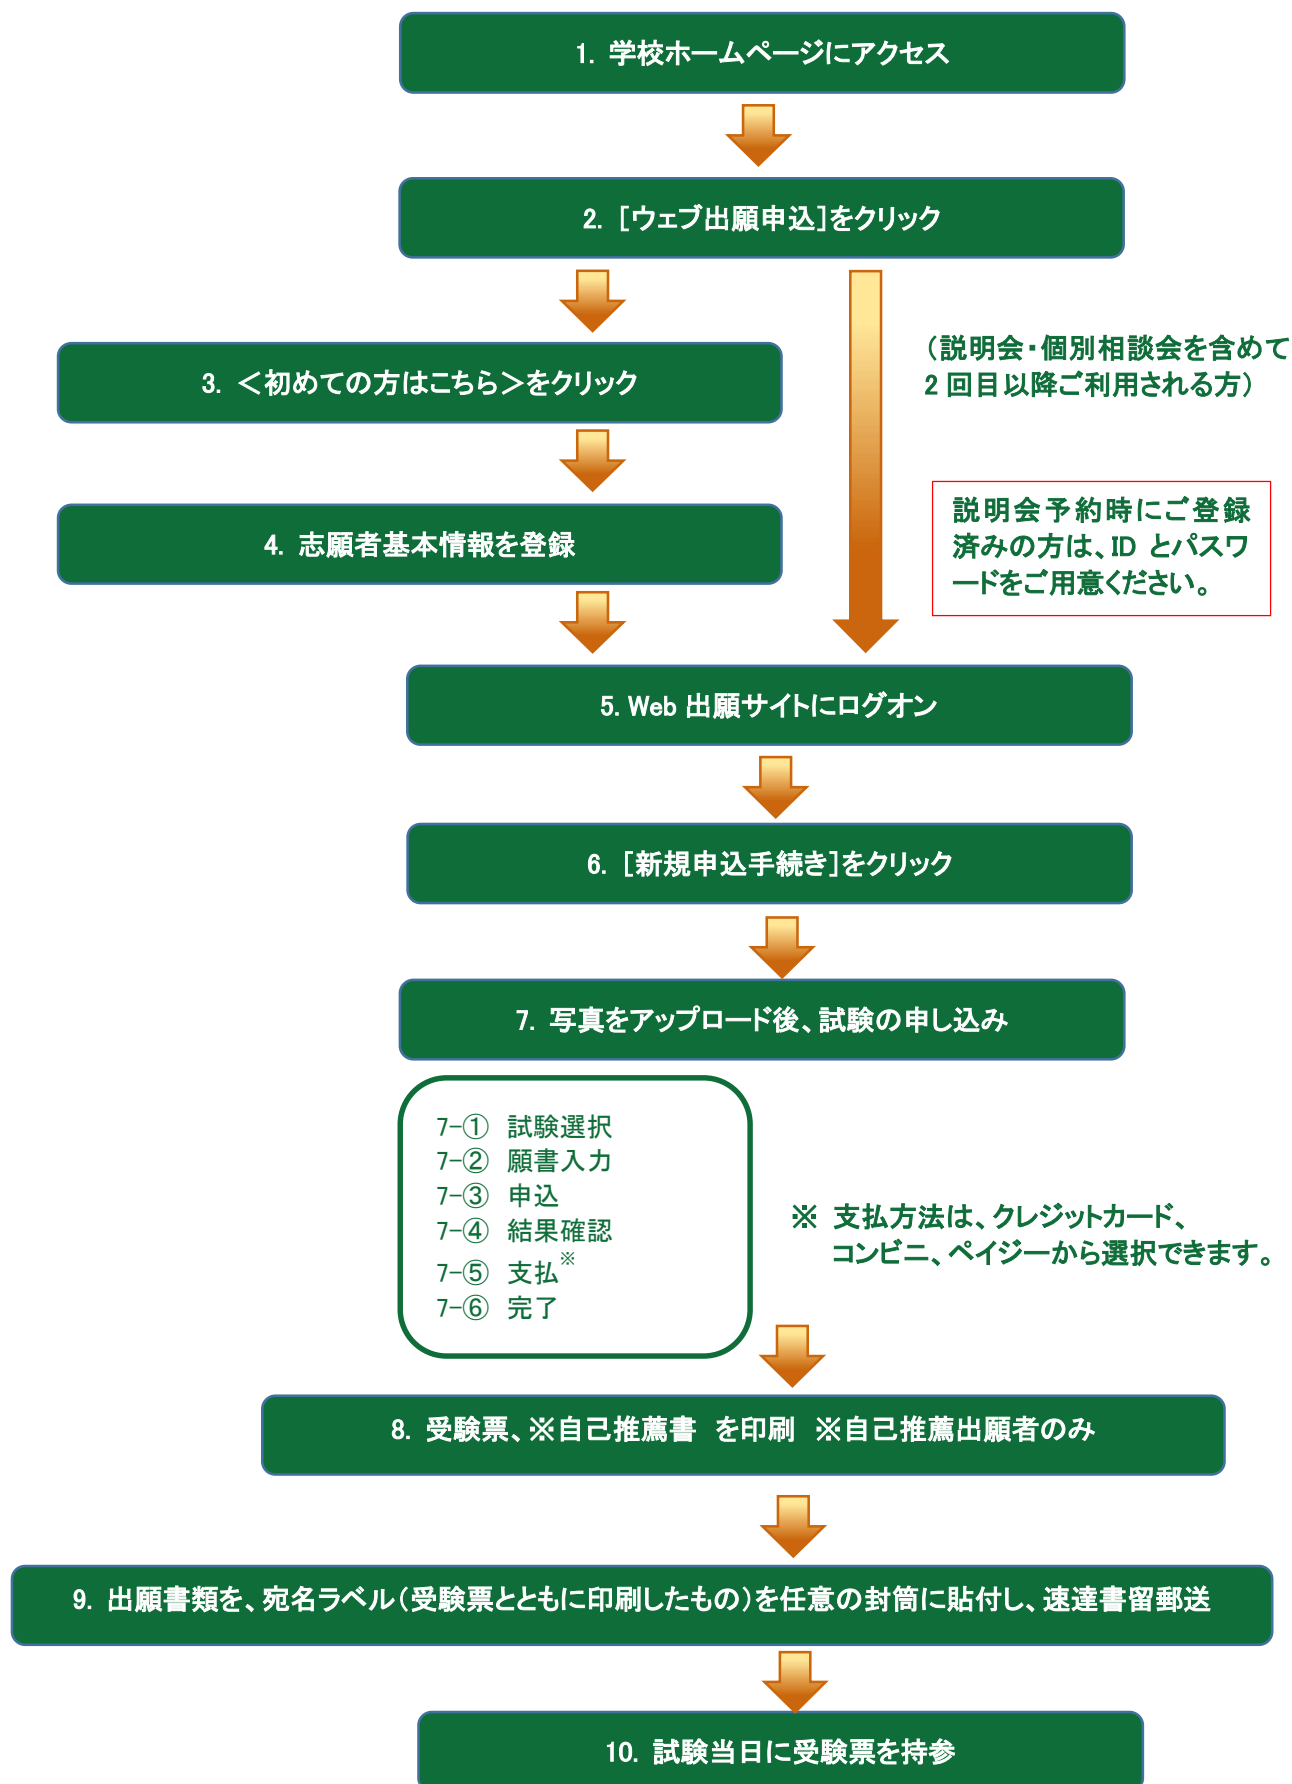 1. 学校ホームページにアクセス
2. [ウェブ出願申込]をクリック
3. ＜初めての方はこちら＞をクリック
（説明会・個別相談会を含めて
2 回目以降ご利用される方）
4. 志願者基本情報を登録
説明会予約時にご登録
済みの方は、ID とパスワ
ードをご用意ください。
5. Web 出願サイトにログオン
6. [新規申込手続き]をクリック
7. 写真をアップロード後、試験の申し込み
7-① 試験選択
7-② 願書入力
7-③ 申込
7-④ 結果確認
7-⑤ 支払※
7-⑥ 完了
※ 支払方法は、クレジットカード、
コンビニ、ペイジーから選択できます。
8. 受験票、※自己推薦書 を印刷 ※自己推薦出願者のみ
9. 出願書類を、宛名ラベル（受験票とともに印刷したもの）を任意の封筒に貼付し、速達書留郵送
10. 試験当日に受験票を持参